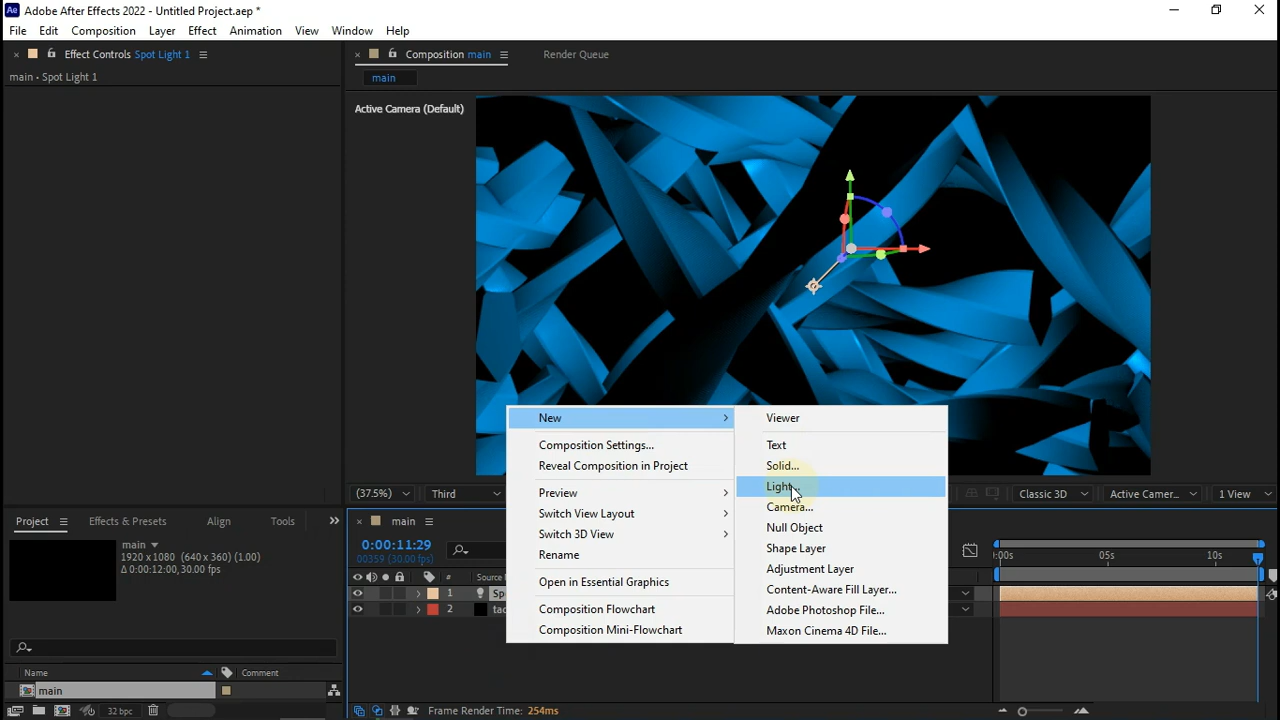 Ae Adobe After Effects 2022 - Untitled Project.aep *
File Edit Composition Layer Effect Animation View Window Help
Effect Controls Spot Light 1
Composition main
Render Queue
main • Spot Light 1
main
Active Camera (Default)
New
Composition Settings...
Reveal Composition in Project
Preview
Switch View Layout
Switch 3D View
Rename
Open in Essential Graphics
Composition Flowchart
Composition Mini-Flowchart
Viewer
Text
Solid...
Light...
Camera...
Null Object
Shape Layer
Adjustment Layer
Content-Aware Fill Layer...
Adobe Photoshop File...
Maxon Cinema 4D File...
(37.5%) Third
Classic 3D Active Camer... 1 View
Project Effects & Presets Align Tools
main
main
1920 x 1080 (640 x 360) (1.00)
Δ 0:00:12:00, 30.00 fps
0:00:11:29
00359 (30.00 fps)
:00s 05s 10s
# Source
1 Sp
2
Name Comment
main
32 bpc
Frame Render Time: 254ms